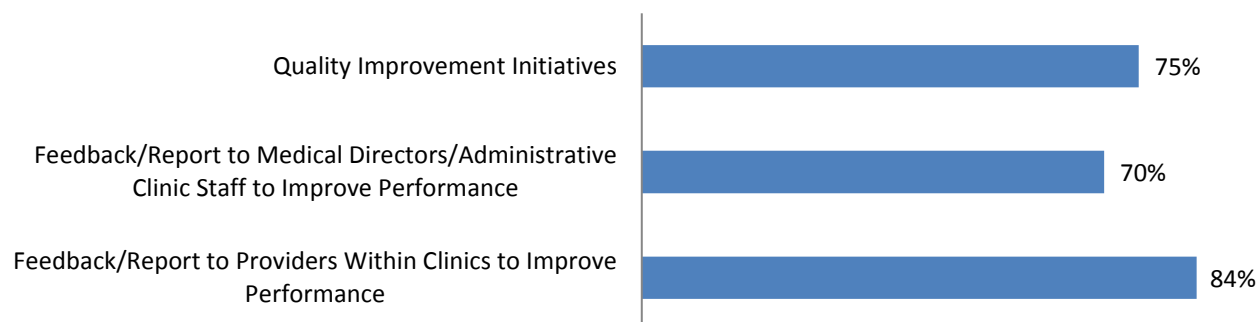 Quality Improvement Initiatives
75%
Feedback/Report to Medical Directors/Administrative
Clinic Staff to Improve Performance
70%
Feedback/Report to Providers Within Clinics to Improve
Performance
84%